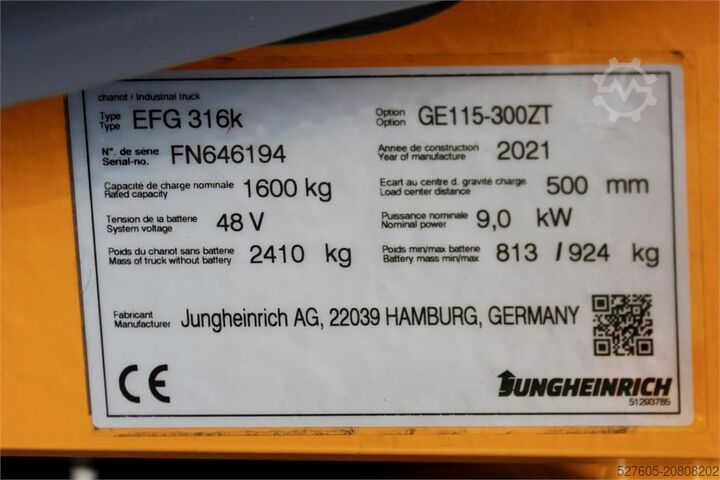 chariot / Industrial truck
Type EFG 316k Option GE115-300ZT
Type Option
N°. de série FN646194 Annee de construction 2021
Serial-no. Year of manufacture
Capacité de charge nominale 1600 kg Ecart au centre d. gravité charge 500 mm
Rated capacity Load center distance
Tension de la batterie 48 V Puissance nominale 9,0 kW
System voltage Nominal power
Poids du chariot sans batterie 2410 kg Poids min/max batterie 813 / 924 kg
Mass of truck without battery Battery mass min/max
Fabricant Jungheinrich AG, 22039 HAMBURG, GERMANY
Manufacturer
CE JUNGHEINRICH
51293785
527605-20808202